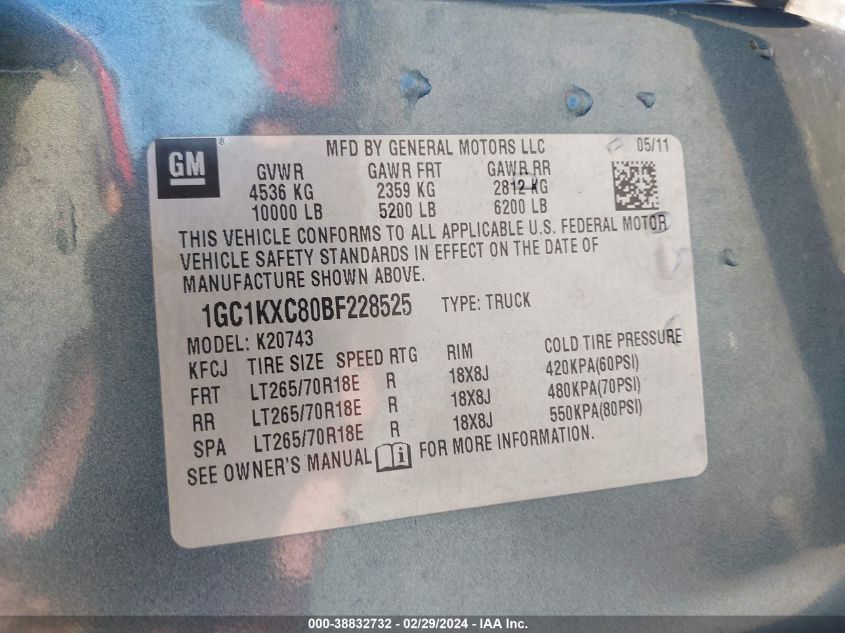 GM
MFD BY GENERAL MOTORS LLC 05/11
GVWR GAWR FRT GAWR RR
4536 KG 2359 KG 2812 KG
10000 LB 5200 LB 6200 LB
THIS VEHICLE CONFORMS TO ALL APPLICABLE U.S. FEDERAL MOTOR
VEHICLE SAFETY STANDARDS IN EFFECT ON THE DATE OF
MANUFACTURE SHOWN ABOVE.
1GC1KXC80BF228525 TYPE: TRUCK
MODEL: K20743
KFCJ TIRE SIZE SPEED RTG RIM COLD TIRE PRESSURE
FRT LT265/70R18E R 18X8J 420KPA(60PSI)
RR LT265/70R18E R 18X8J 480KPA(70PSI)
SPA LT265/70R18E R 18X8J 550KPA(80PSI)
SEE OWNER'S MANUAL FOR MORE INFORMATION.
000-38832732 - 02/29/2024 - IAA Inc.